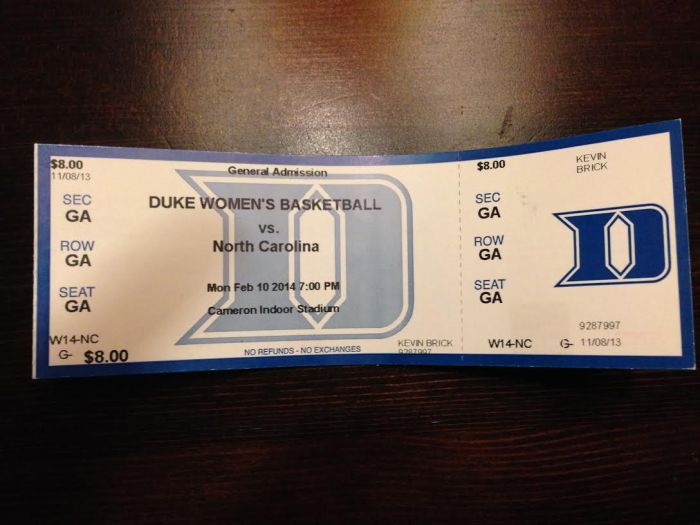 $8.00
11/08/13
General Admission
SEC
GA
DUKE WOMEN'S BASKETBALL
vs.
North Carolina
ROW
GA
Mon Feb 10 2014 7:00 PM
SEAT
GA
Cameron Indoor Stadium
W14-NC
G- $8.00
NO REFUNDS - NO EXCHANGES
KEVIN BRICK
9287997
$8.00
KEVIN
BRICK
SEC
GA
ROW
GA
D
SEAT
GA
9287997
W14-NC G- 11/08/13